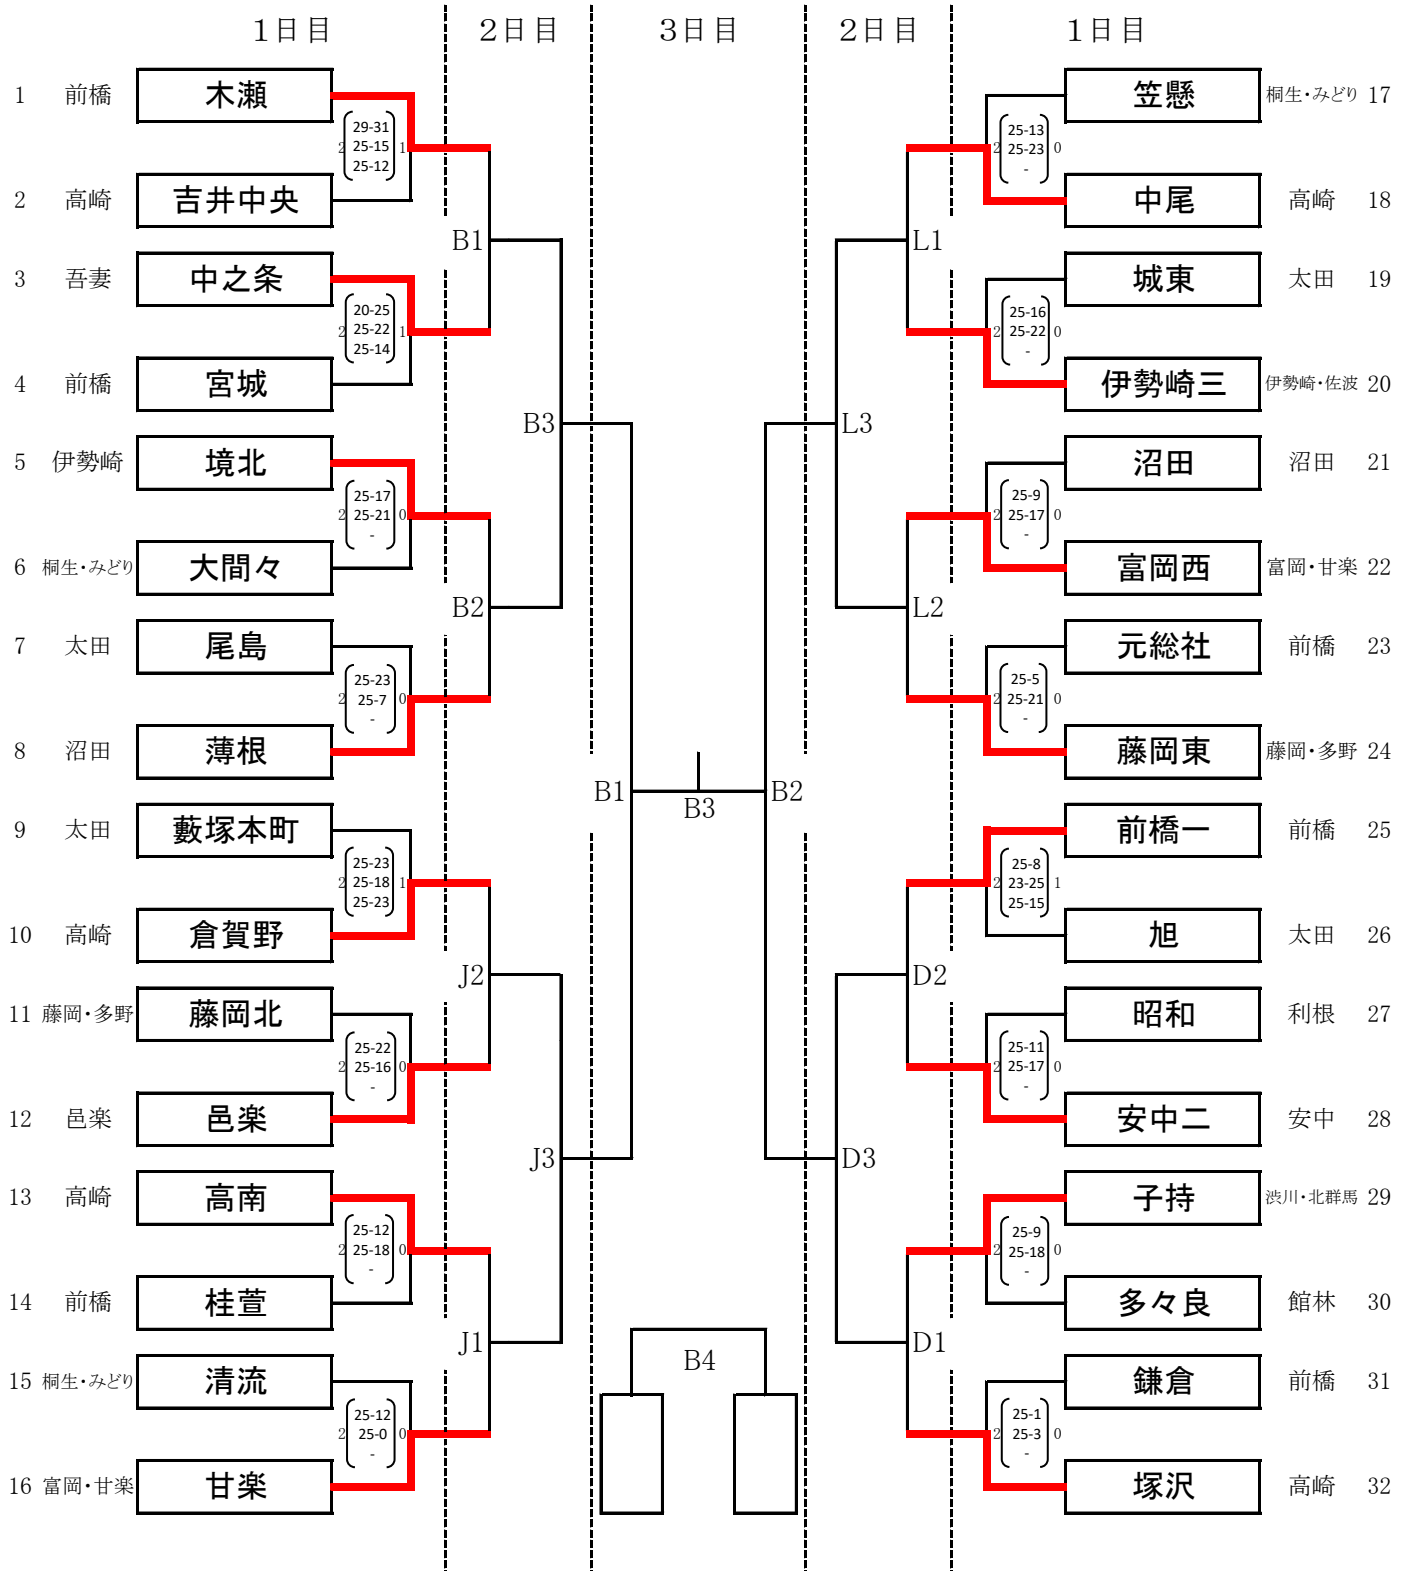 1日目 2日目 3日目 2日目 1日目
1 前橋 木瀬
29-31
2 25-15 1
25-12
2 高崎 吉井中央
B1
3 吾妻 中之条
20-25
2 25-22 1
25-14
4 前橋 宮城
B3
5 伊勢崎 境北
25-17
2 25-21 0
-
6 桐生・みどり 大間々
B2
7 太田 尾島
25-23
2 25-7 0
-
8 沼田 薄根
B1
9 太田 藪塚本町
25-23
2 25-18 1
25-23
10 高崎 倉賀野
J2
11 藤岡・多野 藤岡北
25-22
2 25-16 0
-
12 邑楽 邑楽
J3
13 高崎 高南
25-12
2 25-18 0
-
14 前橋 桂萱
J1
15 桐生・みどり 清流
25-12
2 25-0 0
-
16 富岡・甘楽 甘楽
B3
B4
笠懸 桐生・みどり 17
25-13
2 25-23 0
-
中尾 高崎 18
L1
城東 太田 19
25-16
2 25-22 0
-
伊勢崎三 伊勢崎・佐波 20
L3
沼田 沼田 21
25-9
2 25-17 0
-
富岡西 富岡・甘楽 22
L2
元総社 前橋 23
25-5
2 25-21 0
-
藤岡東 藤岡・多野 24
B2
前橋一 前橋 25
25-8
2 23-25 1
25-15
旭 太田 26
D2
昭和 利根 27
25-11
2 25-17 0
-
安中二 安中 28
D3
子持 渋川・北群馬 29
25-9
2 25-18 0
-
多々良 館林 30
D1
鎌倉 前橋 31
25-1
2 25-3 0
-
塚沢 高崎 32